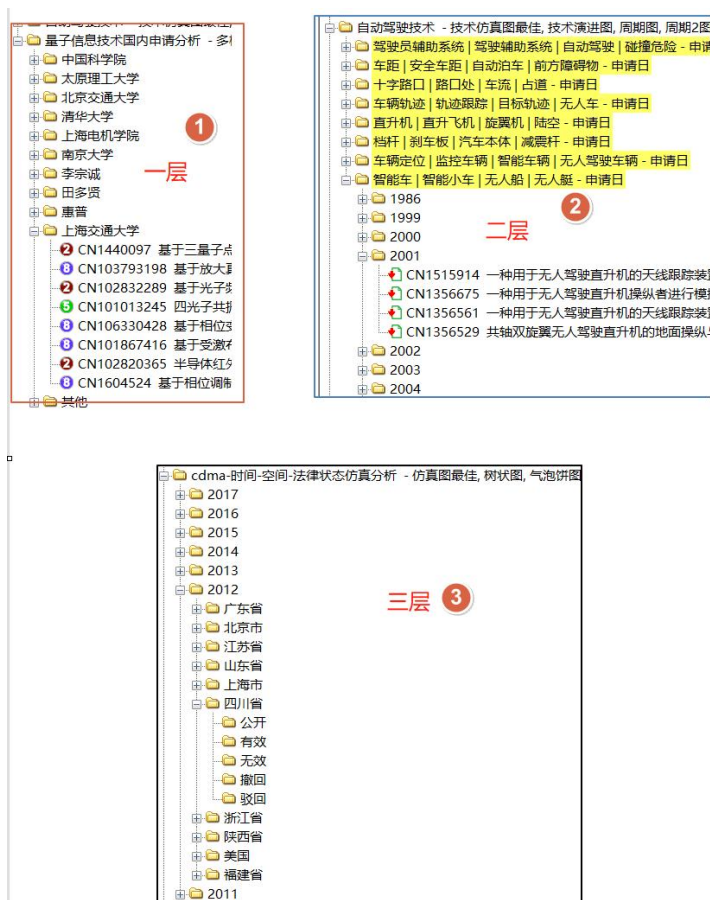 量子信息技术国内申请分析 - 多
中国科学院
太原理工大学
北京交通大学
清华大学
上海电机学院
南京大学
李宗诚
田多贤
惠普
上海交通大学
2 CN1440097 基于三量子点
8 CN103793198 基于放大
2 CN102832289 基于光子
5 CN101013245 四光子共
8 CN106330428 基于相位
8 CN101867416 基于受激
2 CN102820365 半导体红外
8 CN1604524 基于相位调制
其他
1
一层
自动驾驶技术 - 技术仿真图最佳, 技术演进图, 周期图, 周期2图
驾驶员辅助系统 | 驾驶辅助系统 | 自动驾驶 | 碰撞危险 - 申请
车距 | 安全车距 | 自动泊车 | 前方障碍物 - 申请日
十字路口 | 路口处 | 车流 | 占道 - 申请日
车辆轨迹 | 轨迹跟踪 | 目标轨迹 | 无人车 - 申请日
直升机 | 直升飞机 | 旋翼机 | 陆空 - 申请日
档杆 | 刹车板 | 汽车本体 | 减震杆 - 申请日
车辆定位 | 监控车辆 | 智能车辆 | 无人驾驶车辆 - 申请日
智能车 | 智能小车 | 无人船 | 无人艇 - 申请日
1986
1999
2000
2001
CN1515914 一种用于无人驾驶直升机的天线跟踪装置
CN1356675 一种用于无人驾驶直升机操纵者进行模拟
CN1356561 一种用于无人驾驶直升机的天线跟踪装置
CN1356529 共轴双旋翼无人驾驶直升机的地面操纵
2002
2003
2004
2
二层
cdma-时间-空间-法律状态仿真分析 - 仿真图最佳, 树状图, 气泡饼图
2017
2016
2015
2014
2013
2012
广东省
北京市
江苏省
山东省
上海市
四川省
公开
有效
无效
撤回
驳回
浙江省
陕西省
美国
福建省
2011
三层
3